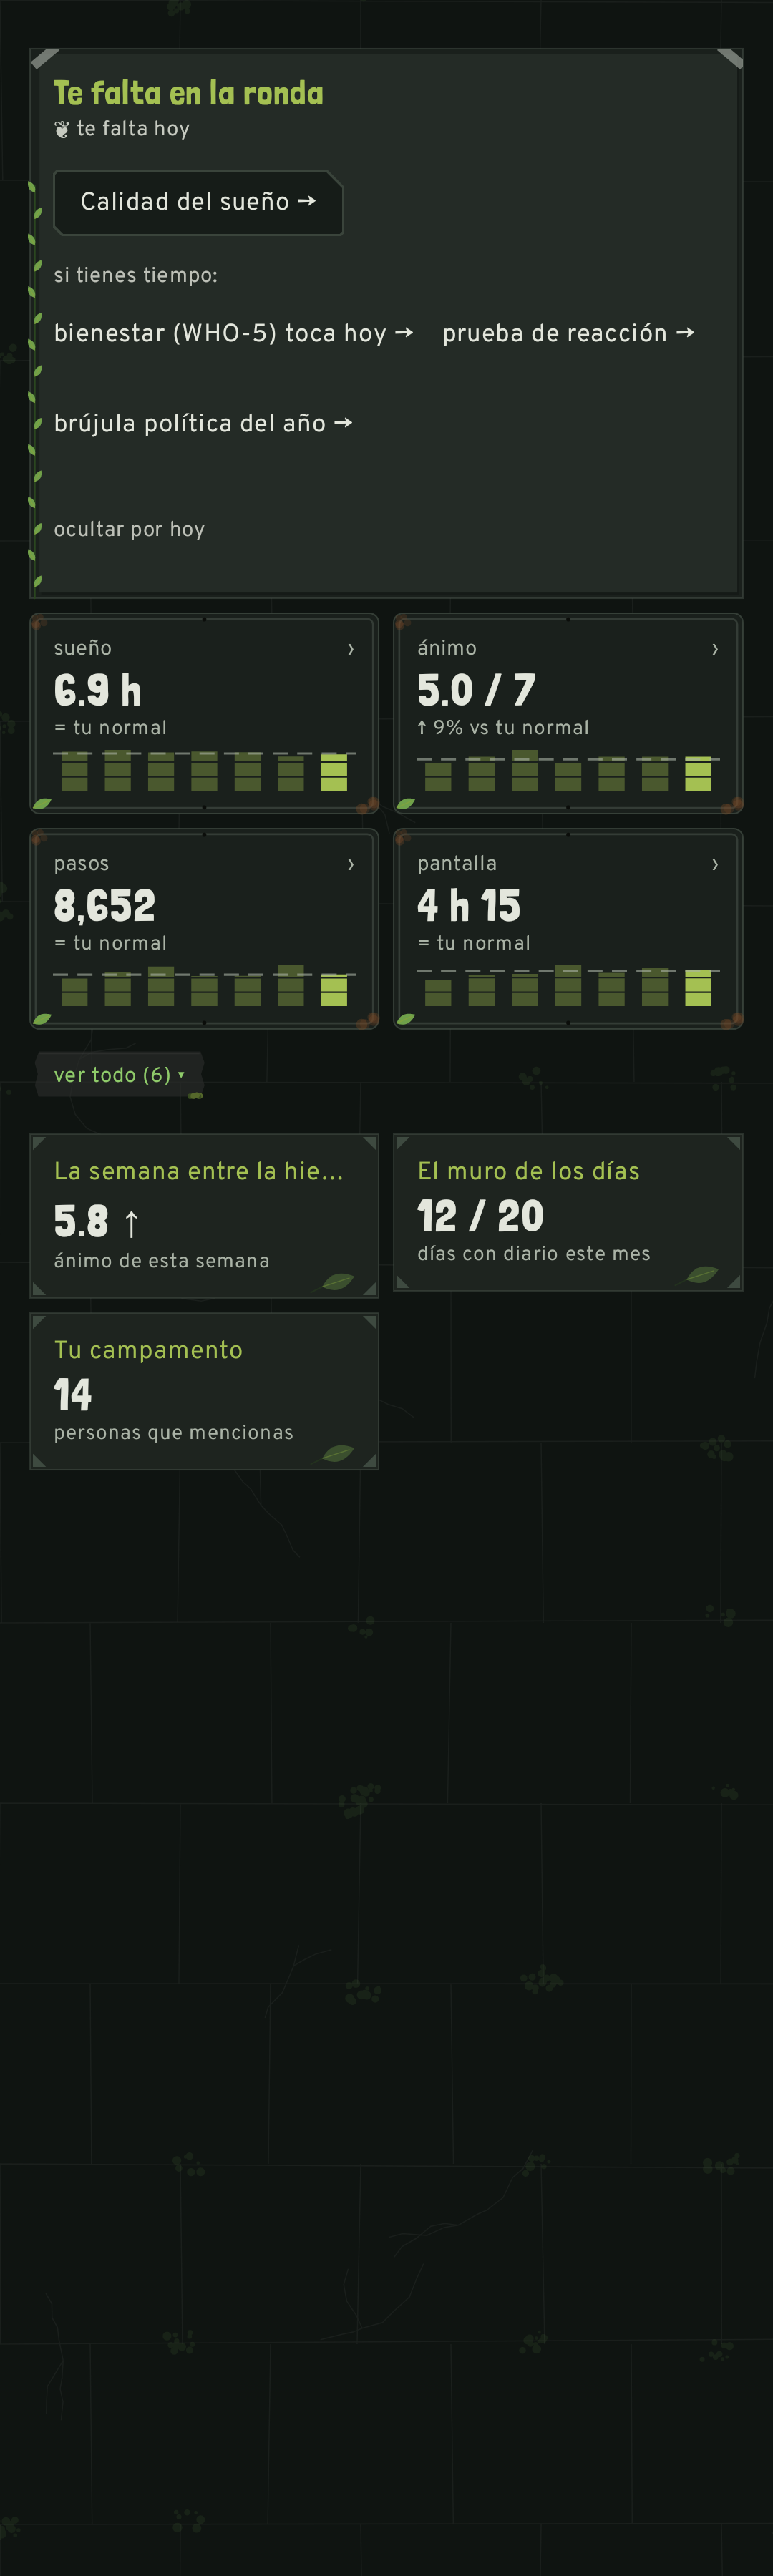 Te falta en la ronda
❦ te falta hoy
Calidad del sueño →
si tienes tiempo:
bienestar (WHO-5) toca hoy → prueba de reacción →
brújula política del año →
ocultar por hoy
sueño ›
6.9 h
= tu normal
ánimo ›
5.0 / 7
↑ 9% vs tu normal
pasos ›
8,652
= tu normal
pantalla ›
4 h 15
= tu normal
ver todo (6) ▾
La semana entre la hie...
5.8 ↑
ánimo de esta semana
El muro de los días
12 / 20
días con diario este mes
Tu campamento
14
personas que mencionas